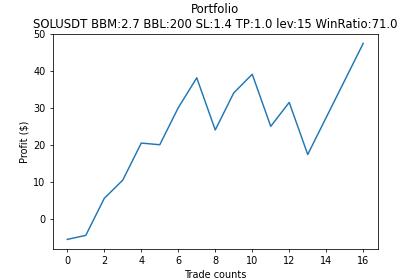 Portfolio
SOLUSDT BBM:2.7 BBL:200 SL:1.4 TP:1.0 lev:15 WinRatio:71.0
50
40
30
20
10
0
Profit ($)
0 2 4 6 8 10 12 14 16
Trade counts